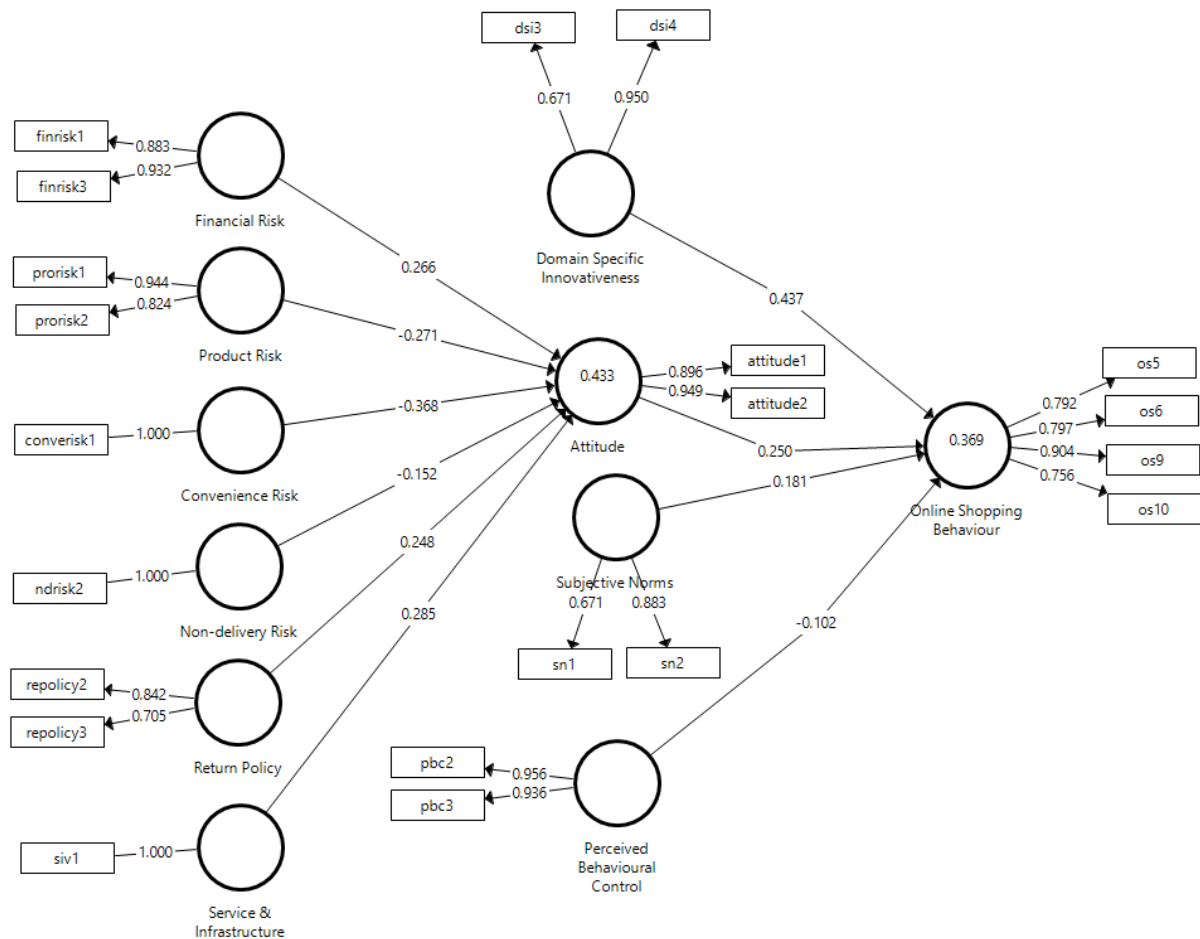 dsi3
dsi4
0.671
0.950
Domain Specific
Innovativeness
finrisk1
finrisk3
0.883
0.932
Financial Risk
prorisk1
prorisk2
0.944
0.824
Product Risk
converisk1
1.000
Convenience Risk
ndrisk2
1.000
Non-delivery Risk
repolicy2
repolicy3
0.842
0.705
Return Policy
siv1
1.000
Service &
Infrastructure
0.266
-0.271
-0.368
-0.152
0.248
0.285
0.433
Attitude
0.896
0.949
attitude1
attitude2
0.437
0.250
0.181
-0.102
Subjective Norms
0.671
0.883
sn1
sn2
pbc2
pbc3
0.956
0.936
Perceived
Behavioural
Control
0.369
Online Shopping
Behaviour
0.792
0.797
0.904
0.756
os5
os6
os9
os10